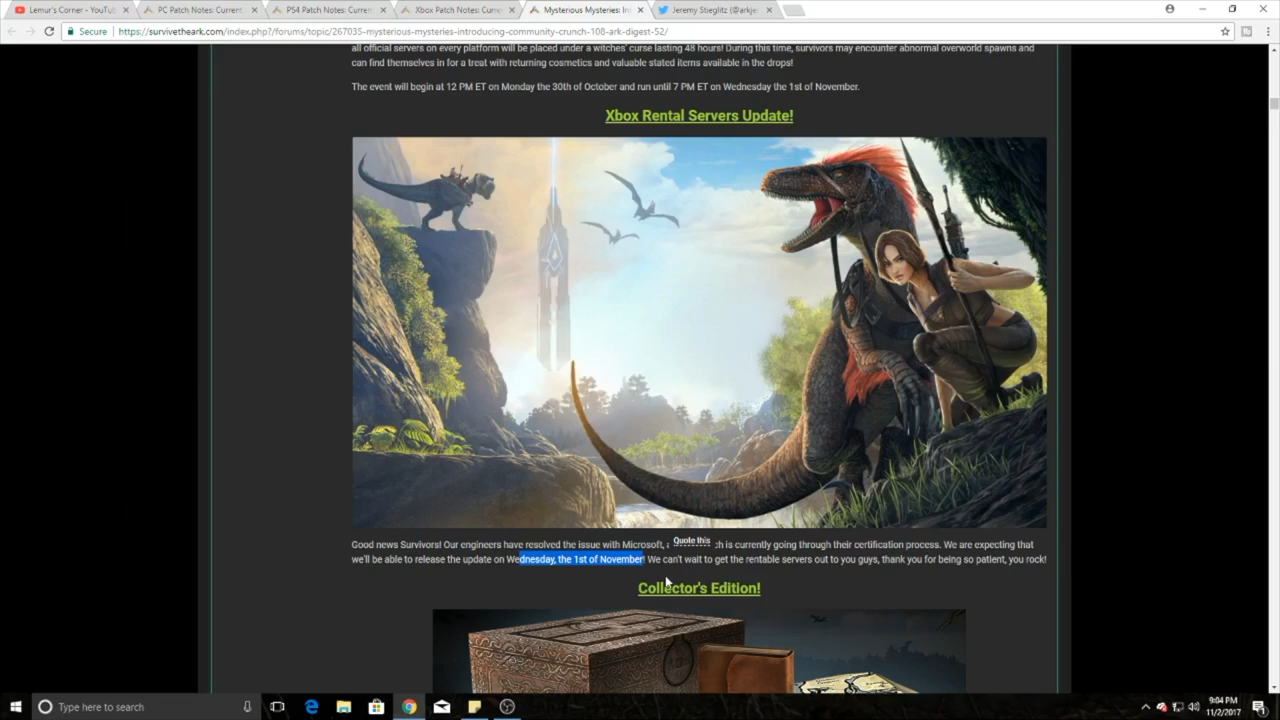 Lemur's Corner - YouTu
PC Patch Notes: Current
PS4 Patch Notes: Curren
Xbox Patch Notes: Curre
Mysterious Mysteries: Int
Jeremy Stieglitz (@arkje
Secure
https://survivetheark.com/index.php?/forums/topic/267035-mysterious-mysteries-introducing-community-crunch-108-ark-digest-52/
all official servers on every platform will be placed under a witches' curse lasting 48 hours! During this time, survivors may encounter abnormal overworld spawns and
can find themselves in for a treat with returning cosmetics and valuable stated items available in the drops!
The event will begin at 12 PM ET on Monday the 30th of October and run until 7 PM ET on Wednesday the 1st of November.
Xbox Rental Servers Update!
Good news Survivors! Our engineers have resolved the issue with Microsoft, is currently going through their certification process. We are expecting that
Quote this
we'll be able to release the update on Wednesday, the 1st of November! We can't wait to get the rentable servers out to you guys, thank you for being so patient, you rock!
Collector's Edition!
Type here to search
9:04 PM
11/2/2017